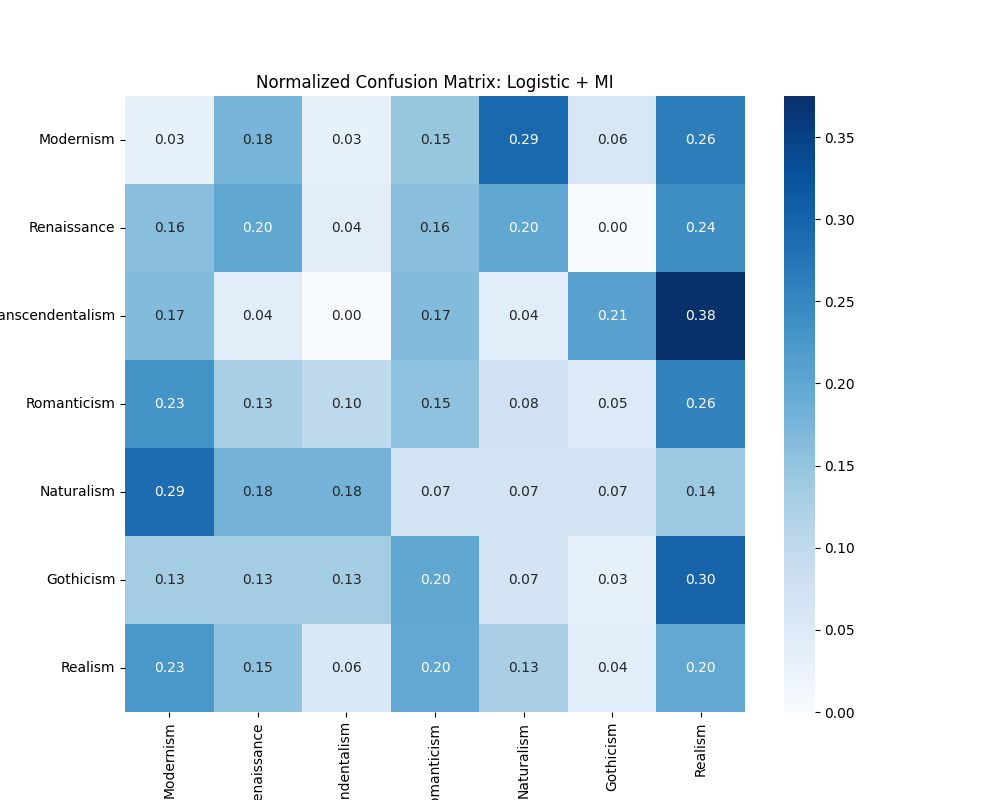 Normalized Confusion Matrix: Logistic + MI
Modernism 0.03 0.18 0.03 0.15 0.29 0.06 0.26
Renaissance 0.16 0.20 0.04 0.16 0.20 0.00 0.24
anscendentalism 0.17 0.04 0.00 0.17 0.04 0.21 0.38
Romanticism 0.23 0.13 0.10 0.15 0.08 0.05 0.26
Naturalism 0.29 0.18 0.18 0.07 0.07 0.07 0.14
Gothicism 0.13 0.13 0.13 0.20 0.07 0.03 0.30
Realism 0.23 0.15 0.06 0.20 0.13 0.04 0.20
Modernism
enaissance
ndentalism
omanticism
Naturalism
Gothicism
Realism
0.35
0.30
0.25
0.20
0.15
0.10
0.05
0.00